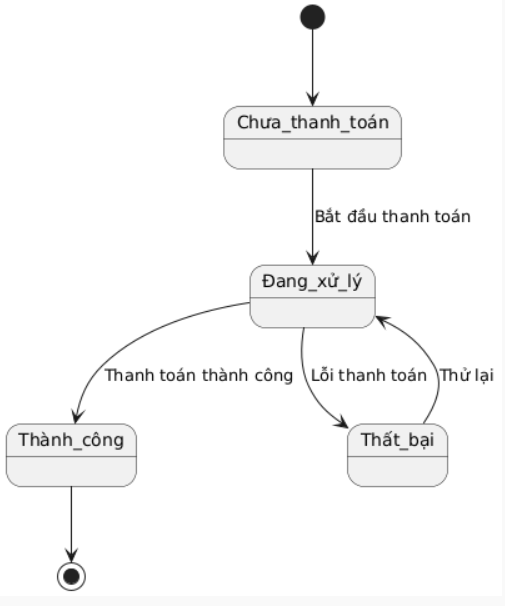 Chưa_thanh_toán
Bắt đầu thanh toán
Đang_xử_lý
Thanh toán thành công
Lỗi thanh toán
Thử lại
Thành_công
Thất_bại